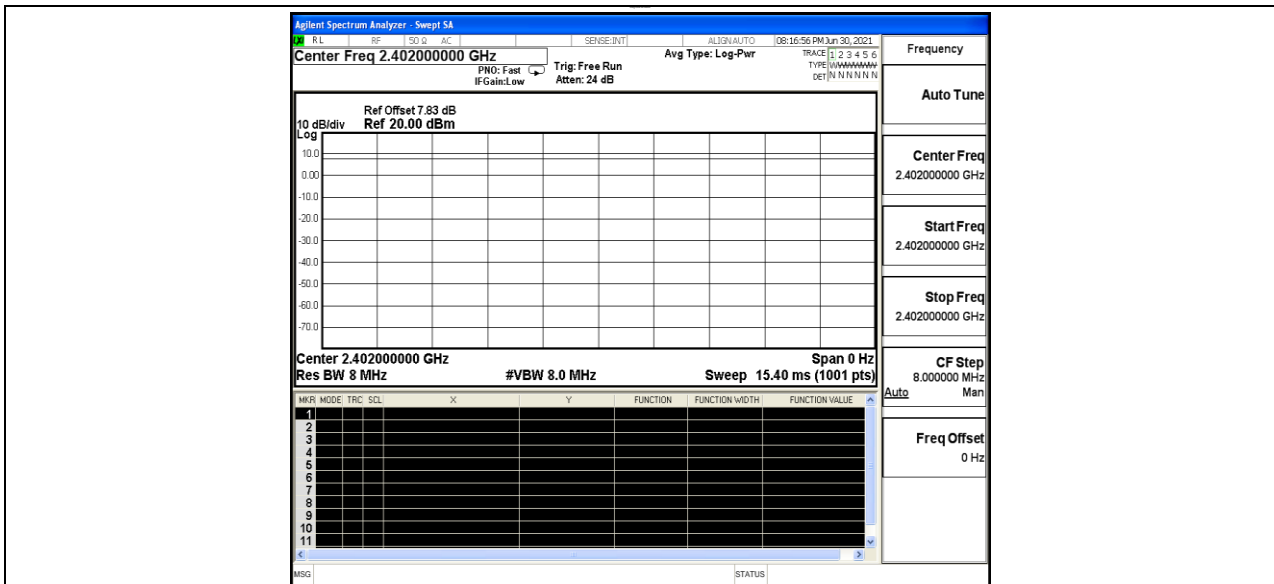 Agilent Spectrum Analyzer - Swept SA
RL RF 50 Ω AC SENSE:INT ALIGNAUTO 08:16:56 PM Jun 30, 2021
Center Freq 2.402000000 GHz
PNO: Fast
IFGain:Low
Trig: Free Run
Atten: 24 dB
Avg Type: Log-Pwr
TRACE 1 2 3 4 5 6
TYPE
DET N N N N N N
Ref Offset 7.83 dB
10 dB/div Ref 20.00 dBm
Log
10.0
0.00
-10.0
-20.0
-30.0
-40.0
-50.0
-60.0
-70.0
Center 2.402000000 GHz Span 0 Hz
Res BW 8 MHz #VBW 8.0 MHz Sweep 15.40 ms (1001 pts)
MKR MODE TRC SCL X Y FUNCTION FUNCTION WIDTH FUNCTION VALUE
1
2
3
4
5
6
7
8
9
10
11
MSG STATUS
Frequency
Auto Tune
Center Freq
2.402000000 GHz
Start Freq
2.402000000 GHz
Stop Freq
2.402000000 GHz
CF Step
8.000000 MHz
Auto Man
Freq Offset
0 Hz